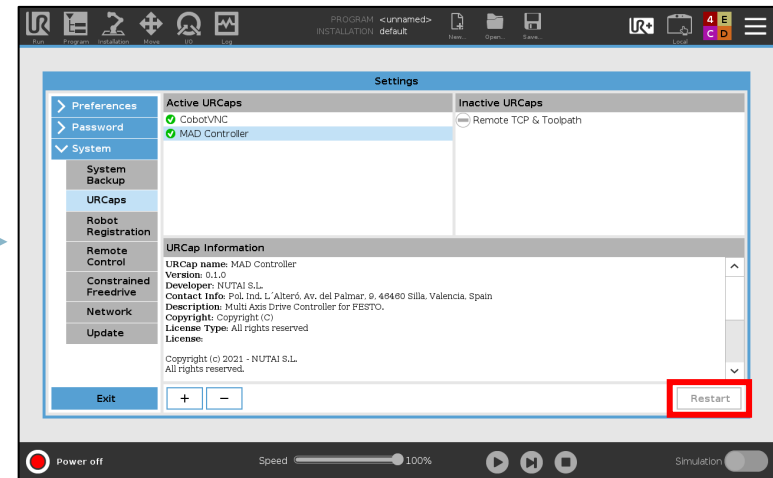 UR
PROGRAM <unnamed>
INSTALLATION default
Run
Program
Installation
Move
I/O
Log
New...
Open...
Save...
UR+
Local
4 E
C D
Settings
Preferences
Password
System
System
Backup
URCaps
Robot
Registration
Remote
Control
Constrained
Freedrive
Network
Update
Exit
Active URCaps
CobotVNC
MAD Controller
Inactive URCaps
Remote TCP & Toolpath
URCap Information
URCap name: MAD Controller
Version: 0.1.0
Developer: NUTAI S.L.
Contact Info: Pol. Ind. L´Alteró, Av. del Palmar, 9, 46460 Silla, Valencia, Spain
Description: Multi Axis Drive Controller for FESTO.
Copyright: Copyright (C)
License Type: All rights reserved
License:
Copyright (c) 2021 - NUTAI S.L.
All rights reserved.
+
−
Restart
Power off
Speed
100%
Simulation